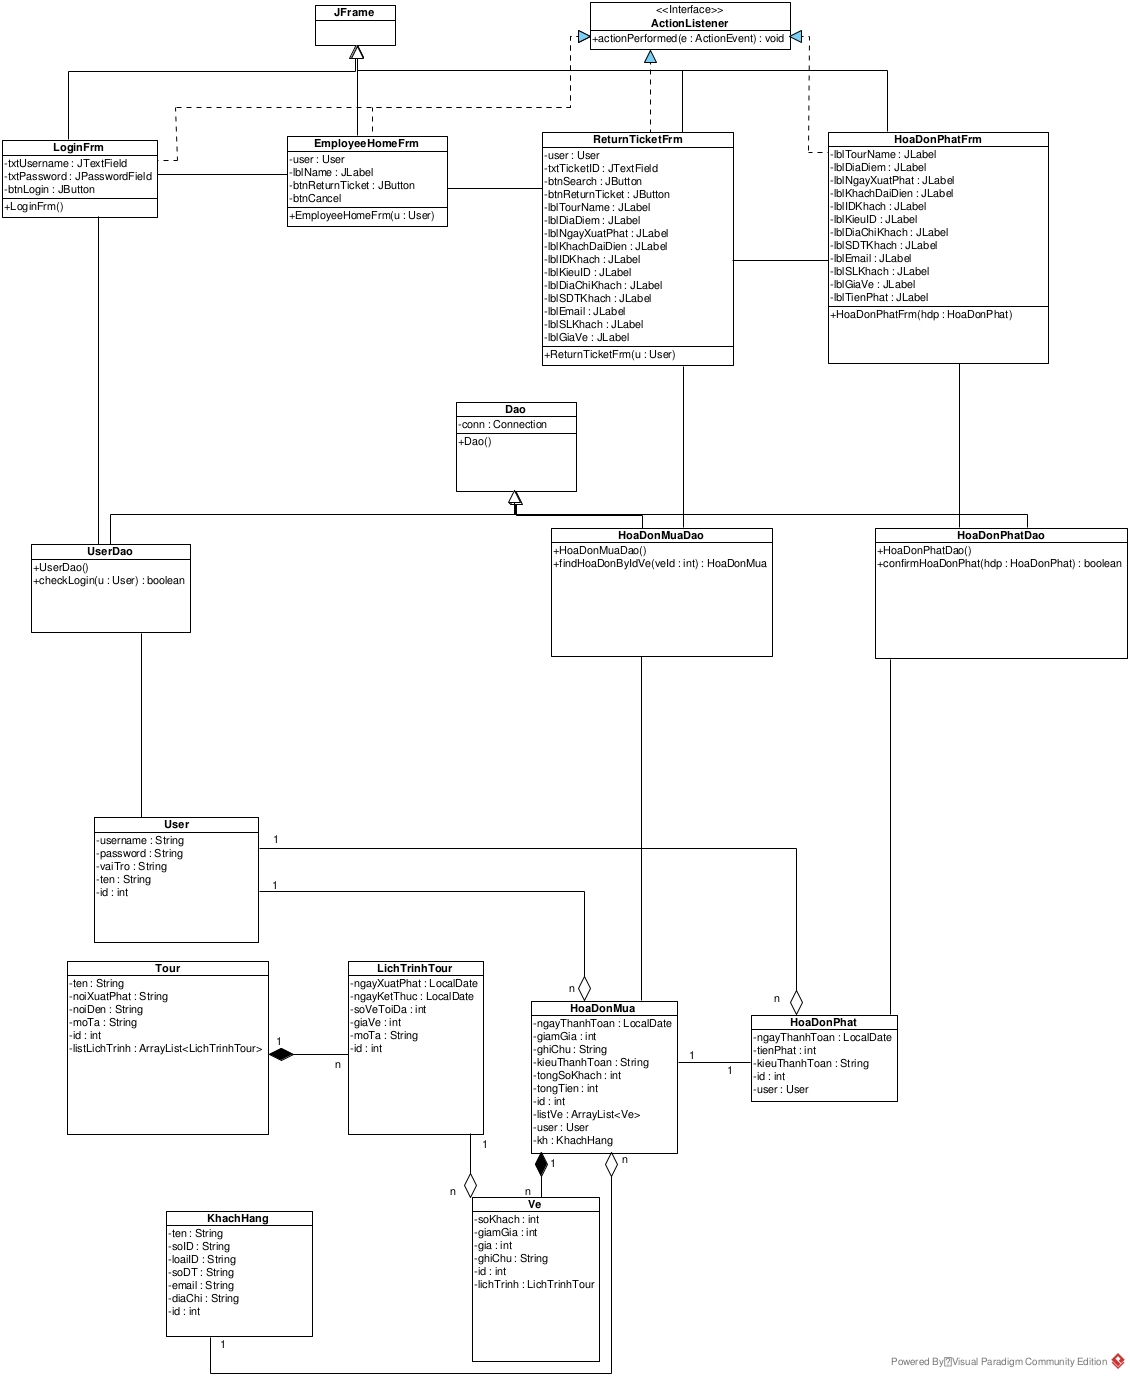 JFrame
<<Interface>>
ActionListener
+actionPerformed(e : ActionEvent) : void
LoginFrm
-txtUsername : JTextField
-txtPassword : JPasswordField
-btnLogin : JButton
+LoginFrm()
EmployeeHomeFrm
-user : User
-lblName : JLabel
-btnReturnTicket : JButton
-btnCancel
+EmployeeHomeFrm(u : User)
ReturnTicketFrm
-user : User
-txtTicketID : JTextField
-btnSearch : JButton
-btnReturnTicket : JButton
-lblTourName : JLabel
-lblDiaDiem : JLabel
-lblNgayXuatPhat : JLabel
-lblKhachDaiDien : JLabel
-lblIDKhach : JLabel
-lblKieuID : JLabel
-lblDiaChiKhach : JLabel
-lblSDTKhach : JLabel
-lblEmail : JLabel
-lblSLKhach : JLabel
-lblGiaVe : JLabel
+ReturnTicketFrm(u : User)
HoaDonPhatFrm
-lblTourName : JLabel
-lblDiaDiem : JLabel
-lblNgayXuatPhat : JLabel
-lblKhachDaiDien : JLabel
-lblIDKhach : JLabel
-lblKieuID : JLabel
-lblDiaChiKhach : JLabel
-lblSDTKhach : JLabel
-lblEmail : JLabel
-lblSLKhach : JLabel
-lblGiaVe : JLabel
-lblTienPhat : JLabel
+HoaDonPhatFrm(hdp : HoaDonPhat)
Dao
-conn : Connection
+Dao()
UserDao
+UserDao()
+checkLogin(u : User) : boolean
HoaDonMuaDao
+HoaDonMuaDao()
+findHoaDonByIdVe(veId : int) : HoaDonMua
HoaDonPhatDao
+HoaDonPhatDao()
+confirmHoaDonPhat(hdp : HoaDonPhat) : boolean
User
-username : String
-password : String
-vaiTro : String
-ten : String
-id : int
1
1
n
n
Tour
-ten : String
-noiXuatPhat : String
-noiDen : String
-moTa : String
-id : int
-listLichTrinh : ArrayList<LichTrinhTour>
1
n
LichTrinhTour
-ngayXuatPhat : LocalDate
-ngayKetThuc : LocalDate
-soVeToiDa : int
-giaVe : int
-moTa : String
-id : int
1
n
HoaDonMua
-ngayThanhToan : LocalDate
-giamGia : int
-ghiChu : String
-kieuThanhToan : String
-tongSoKhach : int
-tongTien : int
-id : int
-listVe : ArrayList<Ve>
-user : User
-kh : KhachHang
1
1
HoaDonPhat
-ngayThanhToan : LocalDate
-tienPhat : int
-kieuThanhToan : String
-id : int
-user : User
1
n
n
Ve
-soKhach : int
-giamGia : int
-gia : int
-ghiChu : String
-id : int
-lichTrinh : LichTrinhTour
KhachHang
-ten : String
-soID : String
-loaiID : String
-soDT : String
-email : String
-diaChi : String
-id : int
1
Powered By Visual Paradigm Community Edition